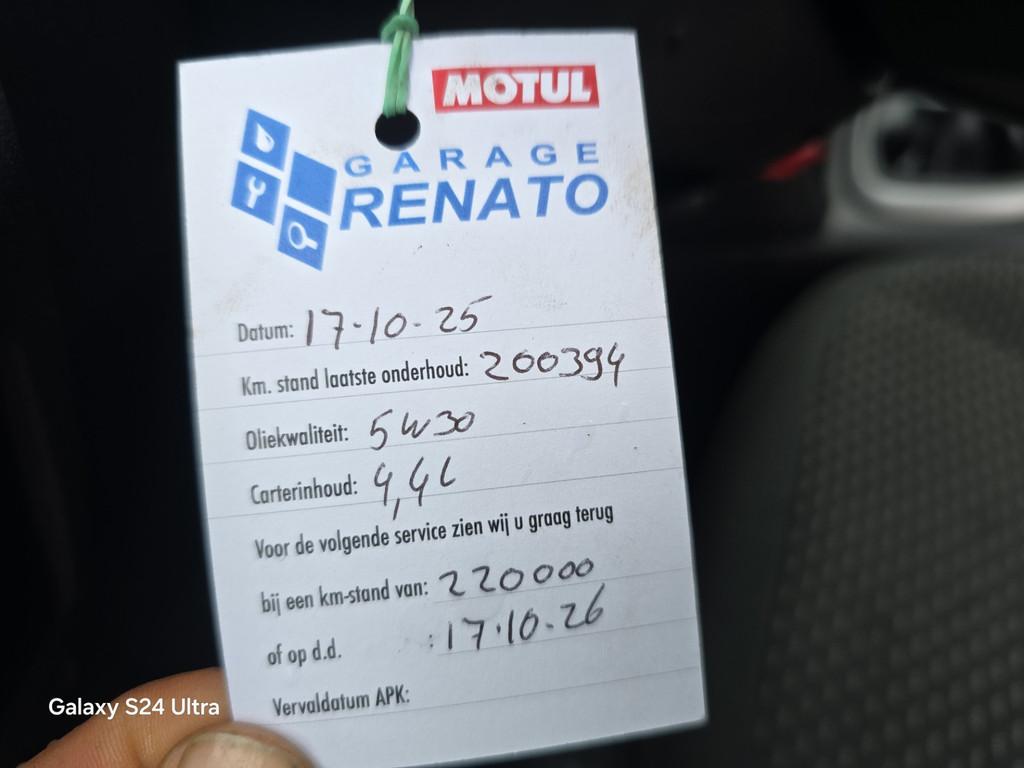 MOTUL
GARAGE
RENATO
Datum: 17-10-25
Km. stand laatste onderhoud: 200394
Oliekwaliteit: 5W30
Carterinhoud: 4,4L
Voor de volgende service zien wij u graag terug
bij een km-stand van: 220000
of op d.d. : 17-10-26
Vervaldatum APK:
Galaxy S24 Ultra